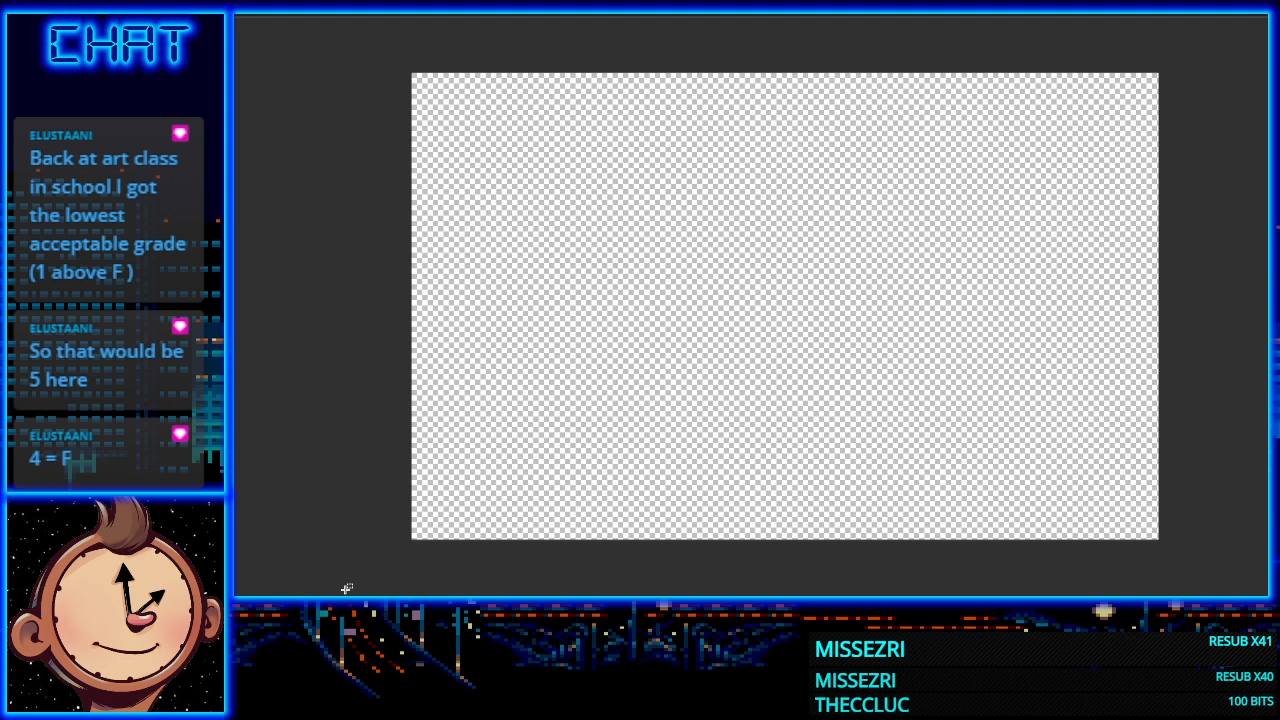 CHAT
ELUSTAANI
Back at art class
in school I got
the lowest
acceptable grade
(1 above F )
ELUSTAANI
So that would be
5 here
ELUSTAANI
4 = F
MISSEZRI RESUB X41
MISSEZRI RESUB X40
THECCLUC 100 BITS